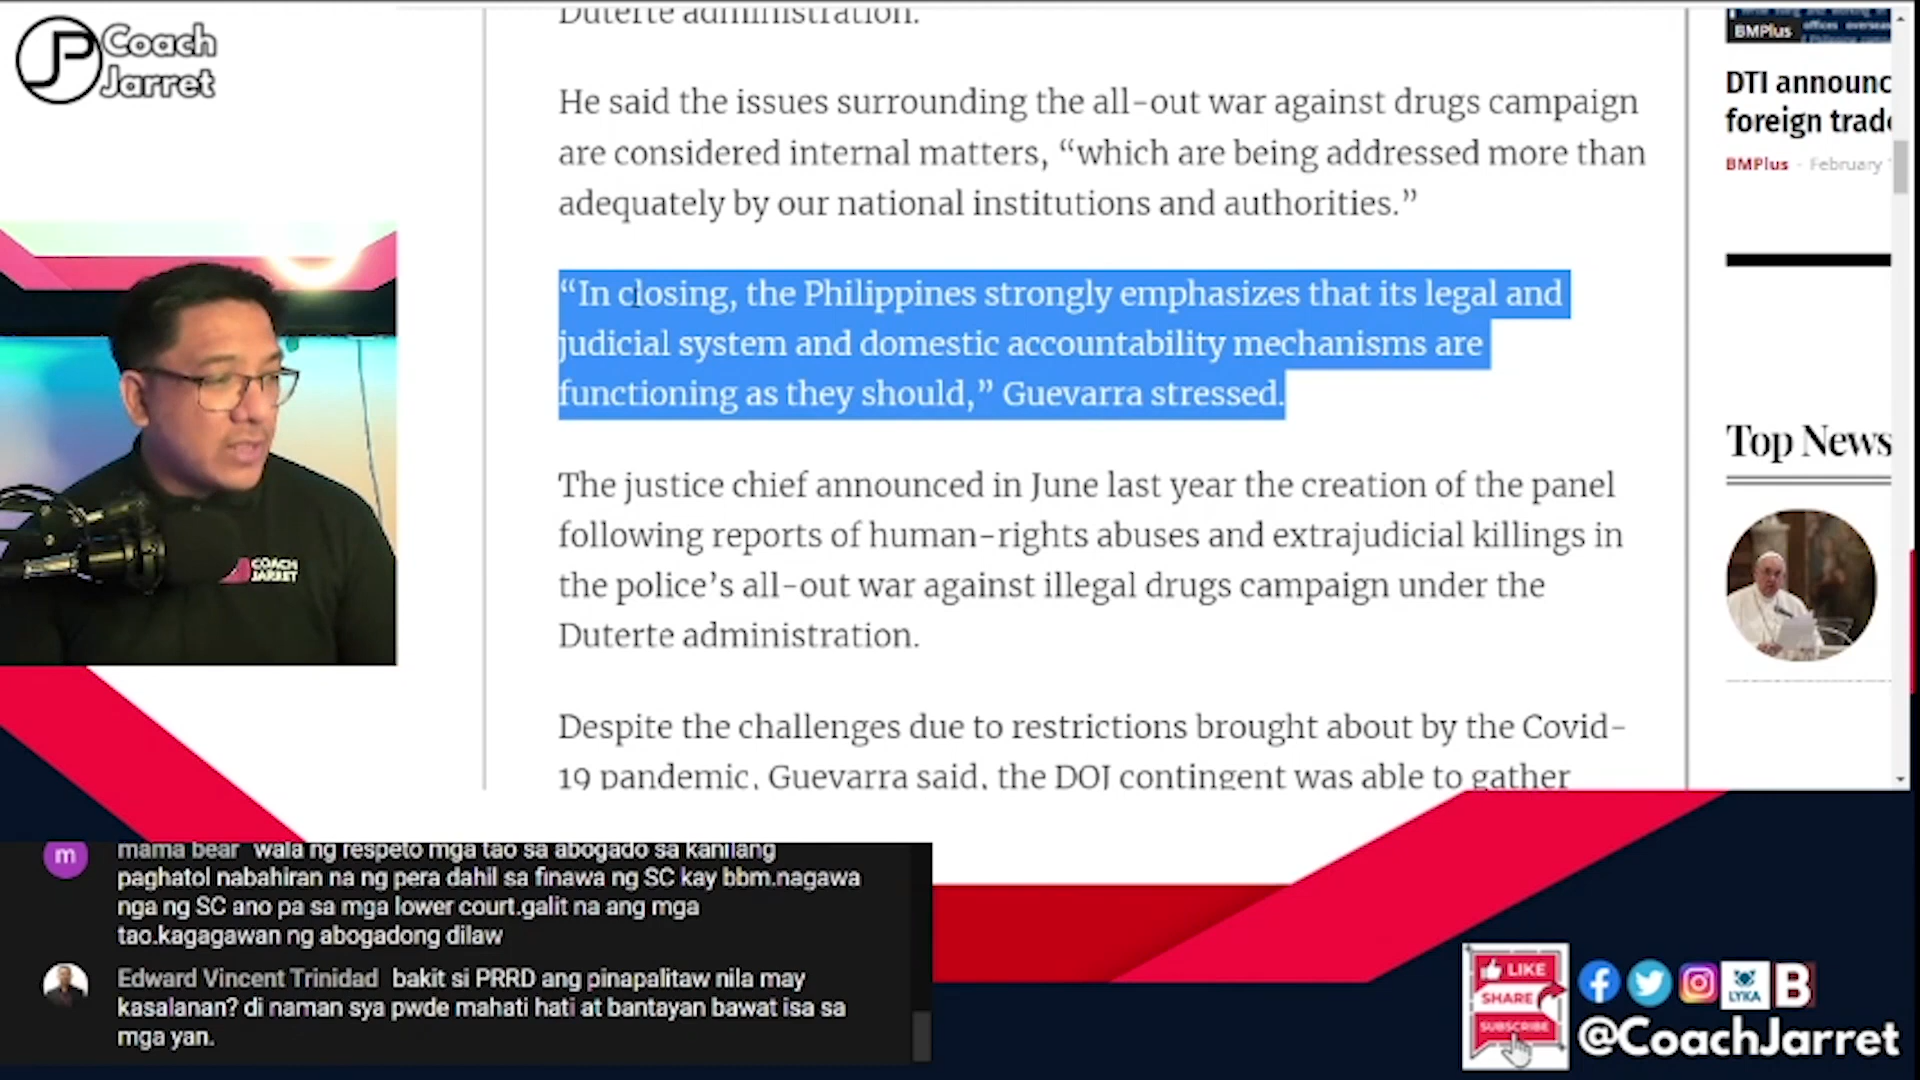 Coach
Jarret
Duterte administration.
He said the issues surrounding the all-out war against drugs campaign
are considered internal matters, “which are being addressed more than
adequately by our national institutions and authorities.”
“In closing, the Philippines strongly emphasizes that its legal and
judicial system and domestic accountability mechanisms are
functioning as they should,” Guevarra stressed.
The justice chief announced in June last year the creation of the panel
following reports of human-rights abuses and extrajudicial killings in
the police’s all-out war against illegal drugs campaign under the
Duterte administration.
Despite the challenges due to restrictions brought about by the Covid-
19 pandemic, Guevarra said, the DOJ contingent was able to gather
offices overseas
BMPlus
DTI announc
foreign trade
BMPlus - February
Top News
COACH
JARRET
m
mama bear wala ng respeto mga tao sa abogado sa kanilang
paghatol nabahiran na ng pera dahil sa finawa ng SC kay bbm.nagawa
nga ng SC ano pa sa mga lower court.galit na ang mga
tao.kagagawan ng abogadong dilaw
Edward Vincent Trinidad bakit si PRRD ang pinapalitaw nila may
kasalanan? di naman sya pwde mahati hati at bantayan bawat isa sa
mga yan.
LIKE
SHARE
SUBSCRIBE
LYKA
B
@CoachJarret